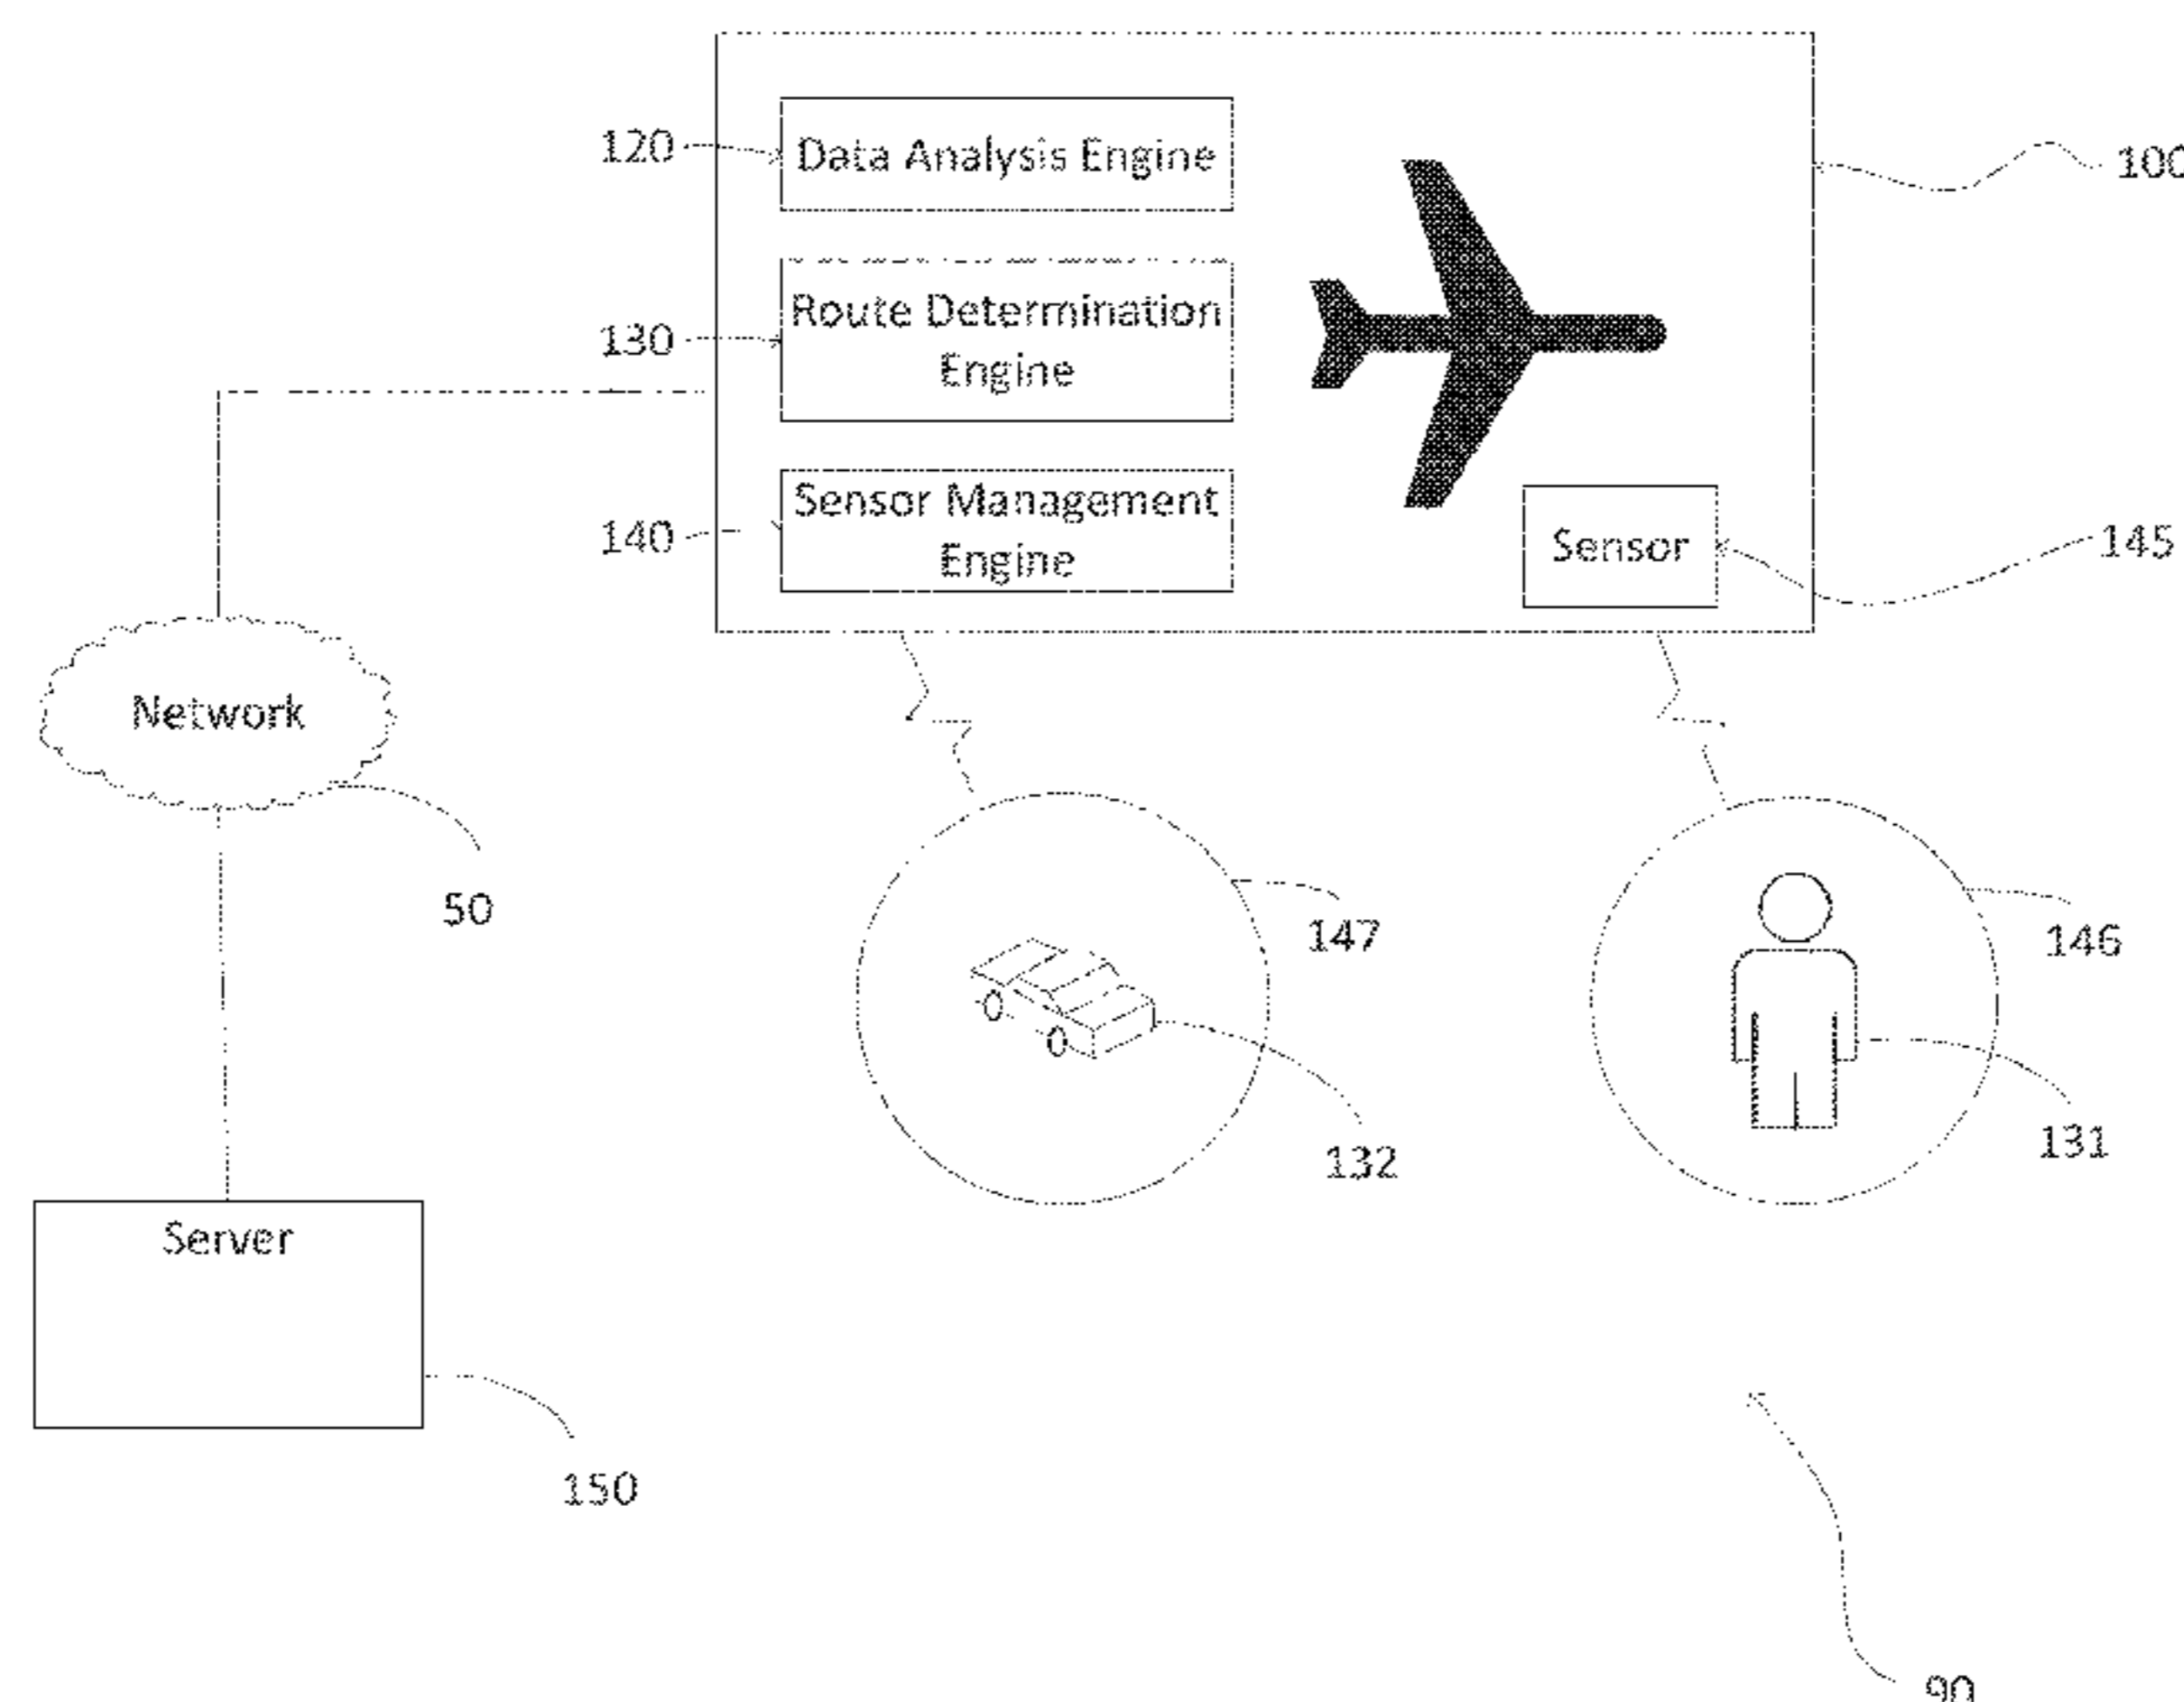 120
Data Analysis Engine
100
130
Route Determination
Engine
140
Sensor Management
Engine
Sensor
145
Network
50
147
146
132
131
Server
150
90